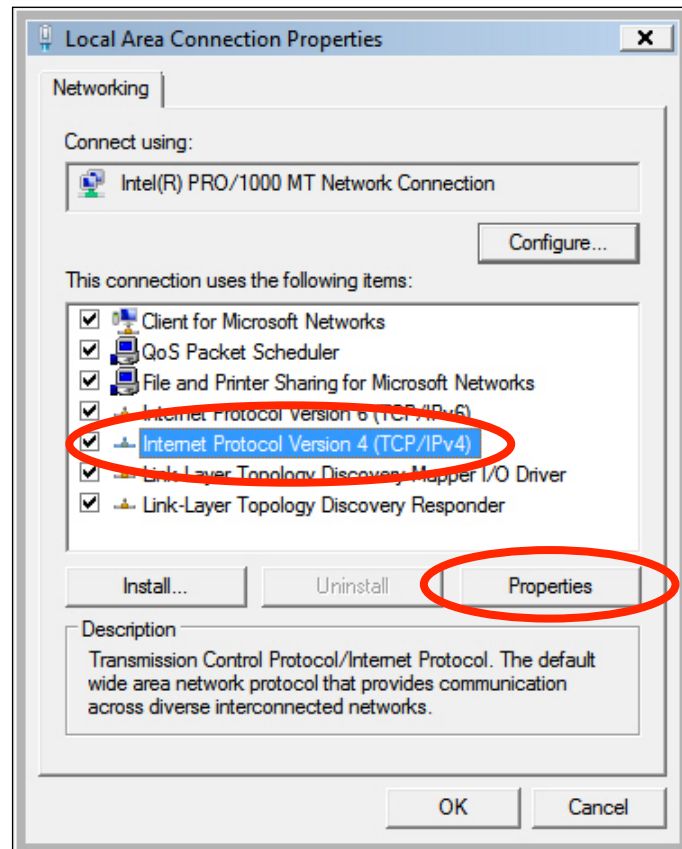 Local Area Connection Properties
Networking
Connect using:
Intel(R) PRO/1000 MT Network Connection
Configure...
This connection uses the following items:
Client for Microsoft Networks
QoS Packet Scheduler
File and Printer Sharing for Microsoft Networks
Internet Protocol Version 6 (TCP/IPv6)
Internet Protocol Version 4 (TCP/IPv4)
Link-Layer Topology Discovery Mapper I/O Driver
Link-Layer Topology Discovery Responder
Install... Uninstall Properties
Description
Transmission Control Protocol/Internet Protocol. The default
wide area network protocol that provides communication
across diverse interconnected networks.
OK Cancel